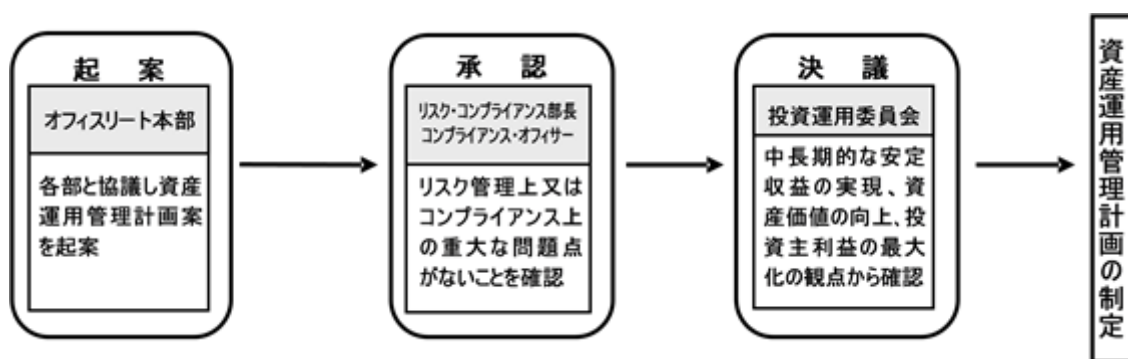 起 案
オフィスリート本部
各部と協議し資産
運用管理計画案
を起案
承 認
リスク・コンプライアンス部長
コンプライアンス・オフィサー
リスク管理上又は
コンプライアンス上
の重大な問題点
がないことを確認
決 議
投資運用委員会
中長期的な安定
収益の実現、資
産価値の向上、投
資主利益の最大
化の観点から確認
資産運用管理計画の制定